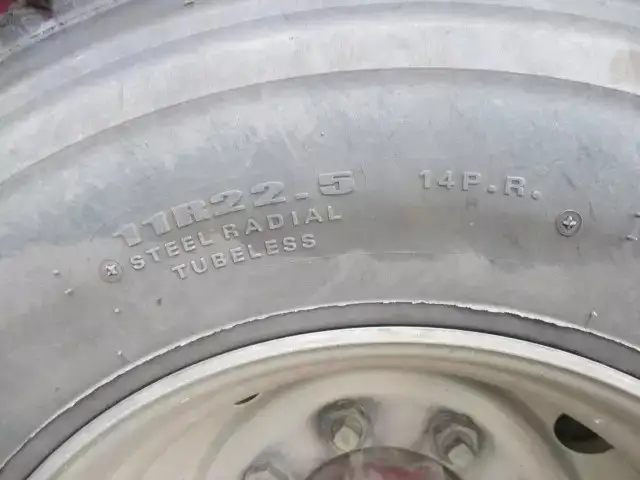 11R22.5
14P.R.
STEEL RADIAL
TUBELESS